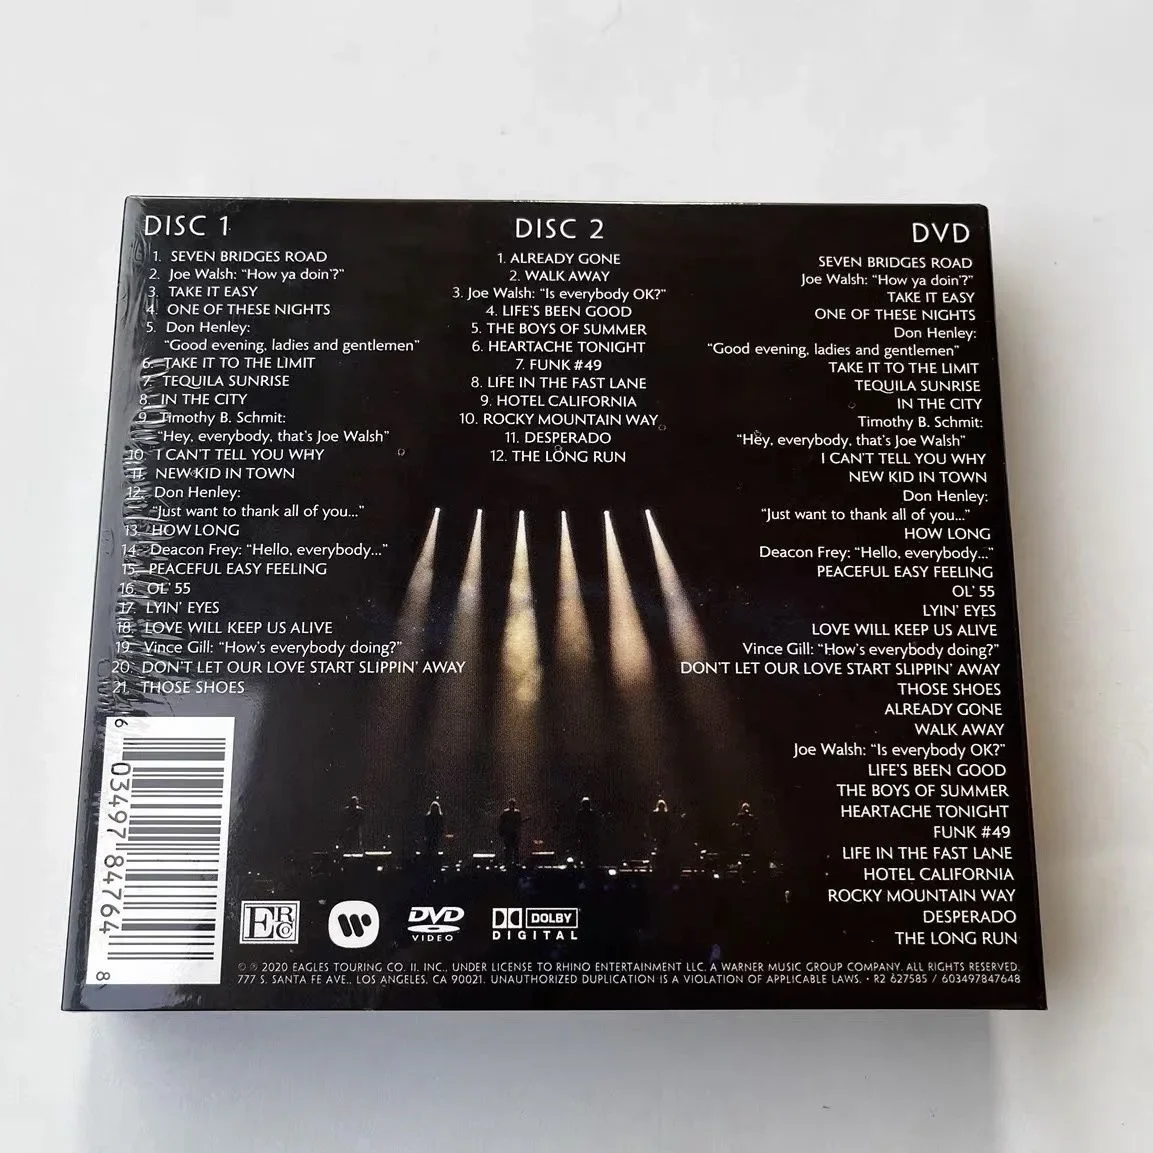 DISC 1
1. SEVEN BRIDGES ROAD
2. Joe Walsh: “How ya doin’?”
3. TAKE IT EASY
4. ONE OF THESE NIGHTS
5. Don Henley:
“Good evening, ladies and gentlemen”
6. TAKE IT TO THE LIMIT
7. TEQUILA SUNRISE
8. IN THE CITY
9. Timothy B. Schmit:
“Hey, everybody, that’s Joe Walsh”
10. I CAN’T TELL YOU WHY
11. NEW KID IN TOWN
12. Don Henley:
“Just want to thank all of you...”
13. HOW LONG
14. Deacon Frey: “Hello, everybody...”
15. PEACEFUL EASY FEELING
16. OL’ 55
17. LYIN’ EYES
18. LOVE WILL KEEP US ALIVE
19. Vince Gill: “How’s everybody doing?”
20. DON’T LET OUR LOVE START SLIPPIN’ AWAY
21. THOSE SHOES
DISC 2
1. ALREADY GONE
2. WALK AWAY
3. Joe Walsh: “Is everybody OK?”
4. LIFE’S BEEN GOOD
5. THE BOYS OF SUMMER
6. HEARTACHE TONIGHT
7. FUNK #49
8. LIFE IN THE FAST LANE
9. HOTEL CALIFORNIA
10. ROCKY MOUNTAIN WAY
11. DESPERADO
12. THE LONG RUN
DVD
SEVEN BRIDGES ROAD
Joe Walsh: “How ya doin’?”
TAKE IT EASY
ONE OF THESE NIGHTS
Don Henley:
“Good evening, ladies and gentlemen”
TAKE IT TO THE LIMIT
TEQUILA SUNRISE
IN THE CITY
Timothy B. Schmit:
“Hey, everybody, that’s Joe Walsh”
I CAN’T TELL YOU WHY
NEW KID IN TOWN
Don Henley:
“Just want to thank all of you...”
HOW LONG
Deacon Frey: “Hello, everybody...”
PEACEFUL EASY FEELING
OL’ 55
LYIN’ EYES
LOVE WILL KEEP US ALIVE
Vince Gill: “How’s everybody doing?”
DON’T LET OUR LOVE START SLIPPIN’ AWAY
THOSE SHOES
ALREADY GONE
WALK AWAY
Joe Walsh: “Is everybody OK?”
LIFE’S BEEN GOOD
THE BOYS OF SUMMER
HEARTACHE TONIGHT
FUNK #49
LIFE IN THE FAST LANE
HOTEL CALIFORNIA
ROCKY MOUNTAIN WAY
DESPERADO
THE LONG RUN
6 03497 84764 8
ERCo
DVD
VIDEO
DOLBY
DIGITAL
© ℗ 2020 EAGLES TOURING CO. II, INC., UNDER LICENSE TO RHINO ENTERTAINMENT LLC. A WARNER MUSIC GROUP COMPANY. ALL RIGHTS RESERVED.
777 S. SANTA FE AVE., LOS ANGELES, CA 90021. UNAUTHORIZED DUPLICATION IS A VIOLATION OF APPLICABLE LAWS. • R2 627585 / 603497847648